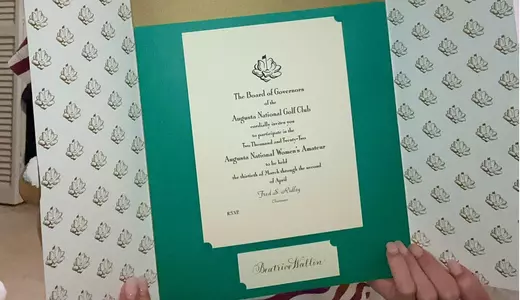 The Board of Governors
of the
Augusta National Golf Club
cordially invites you
to participate in the
Two Thousand and Twenty-Two
Augusta National Women's Amateur
to be held
the thirtieth of March through the second
of April
Fred S. Ridley
Chairman
RSVP
Beatrice Wallin